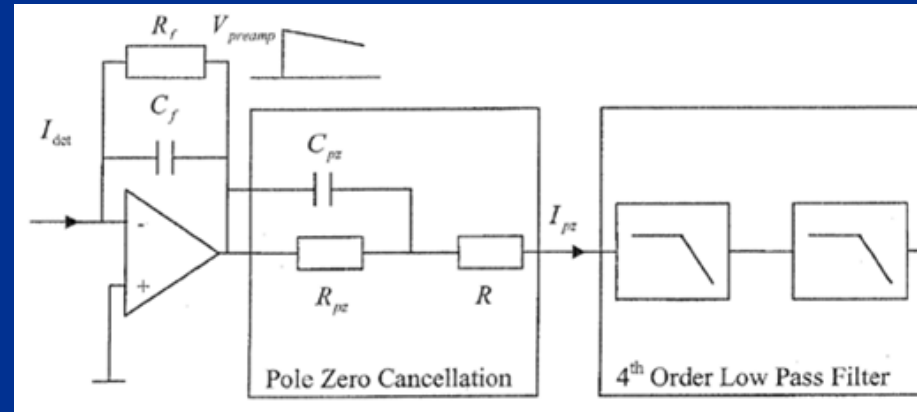 R_f
V_preamp
C_f
I_det
C_pz
I_pz
-
+
R_pz
R
Pole Zero Cancellation
4th Order Low Pass Filter